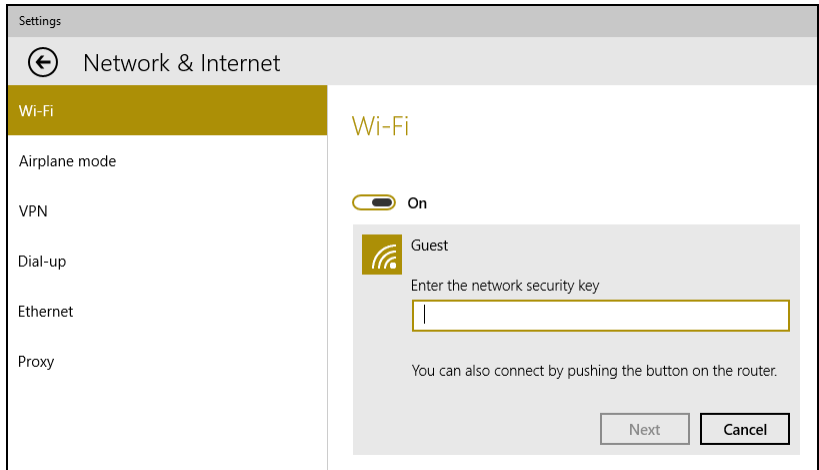 Settings
Network & Internet
Wi-Fi
Airplane mode
VPN
Dial-up
Ethernet
Proxy
Wi-Fi
On
Guest
Enter the network security key
You can also connect by pushing the button on the router.
Next
Cancel